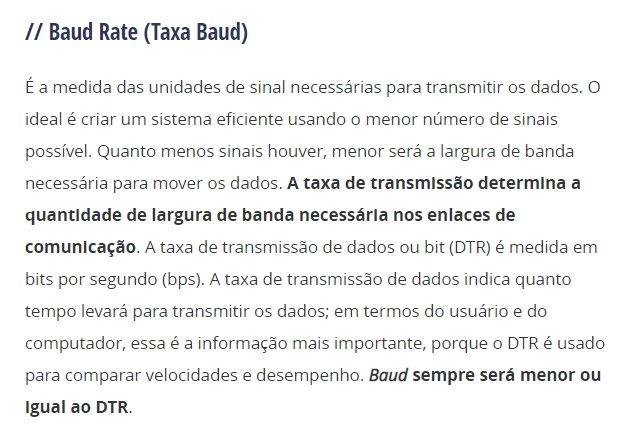 // Baud Rate (Taxa Baud)
É a medida das unidades de sinal necessárias para transmitir os dados. O
ideal é criar um sistema eficiente usando o menor número de sinais
possível. Quanto menos sinais houver, menor será a largura de banda
necessária para mover os dados. A taxa de transmissão determina a
quantidade de largura de banda necessária nos enlaces de
comunicação. A taxa de transmissão de dados ou bit (DTR) é medida em
bits por segundo (bps). A taxa de transmissão de dados indica quanto
tempo levará para transmitir os dados; em termos do usuário e do
computador, essa é a informação mais importante, porque o DTR é usado
para comparar velocidades e desempenho. Baud sempre será menor ou
igual ao DTR.